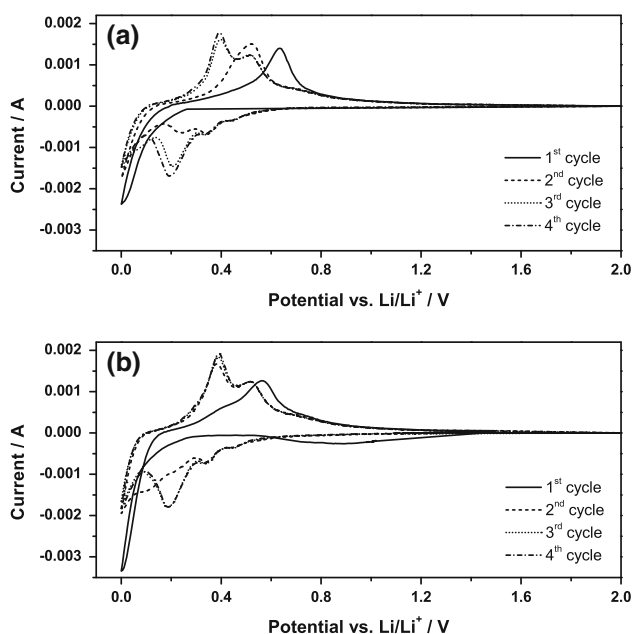 (a)
0.002
0.001
0.000
-0.001
-0.002
-0.003
Current / A
1st cycle
2nd cycle
3rd cycle
4th cycle
0.0 0.4 0.8 1.2 1.6 2.0
Potential vs. Li/Li+ / V
(b)
0.002
0.001
0.000
-0.001
-0.002
-0.003
Current / A
1st cycle
2nd cycle
3rd cycle
4th cycle
0.0 0.4 0.8 1.2 1.6 2.0
Potential vs. Li/Li+ / V